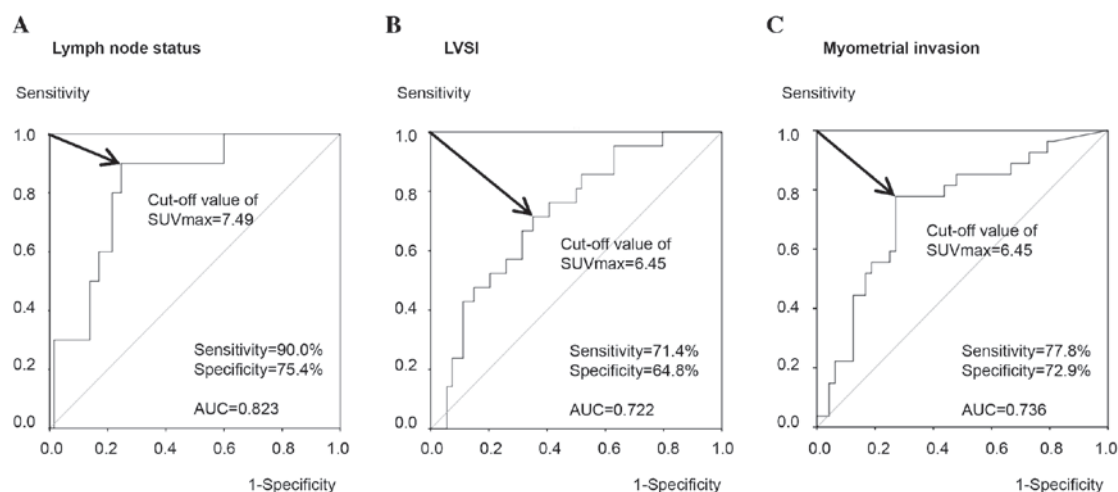 A
Lymph node status
Sensitivity
1.0
0.8
0.6
0.4
0.2
0.0
Cut-off value of
SUVmax=7.49
Sensitivity=90.0%
Specificity=75.4%
AUC=0.823
0.0 0.2 0.4 0.6 0.8 1.0
1-Specificity
B
LVSI
Sensitivity
1.0
0.8
0.6
0.4
0.2
0.0
Cut-off value of
SUVmax=6.45
Sensitivity=71.4%
Specificity=64.8%
AUC=0.722
0.0 0.2 0.4 0.6 0.8 1.0
1-Specificity
C
Myometrial invasion
Sensitivity
1.0
0.8
0.6
0.4
0.2
0.0
Cut-off value of
SUVmax=6.45
Sensitivity=77.8%
Specificity=72.9%
AUC=0.736
0.0 0.2 0.4 0.6 0.8 1.0
1-Specificity